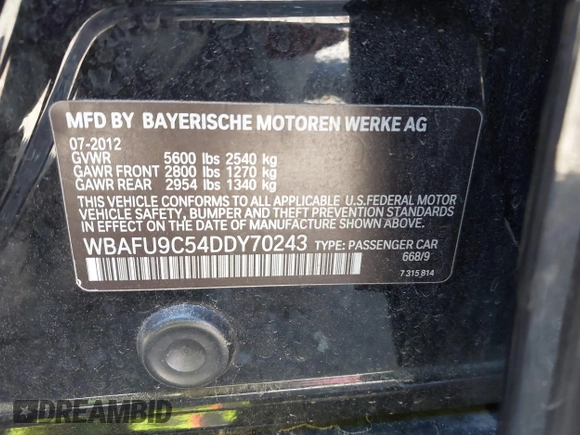 MFD BY BAYERISCHE MOTOREN WERKE AG
07-2012
GVWR 5600 lbs 2540 kg
GAWR FRONT 2800 lbs 1270 kg
GAWR REAR 2954 lbs 1340 kg
THIS VEHICLE CONFORMS TO ALL APPLICABLE U.S.FEDERAL MOTOR
VEHICLE SAFETY, BUMPER AND THEFT PREVENTION STANDARDS IN
EFFECT ON THE DATE OF MANUFACTURE SHOWN ABOVE.
WBAFU9C54DDY70243 TYPE: PASSENGER CAR
668/9
7 315 814
DREAMBID